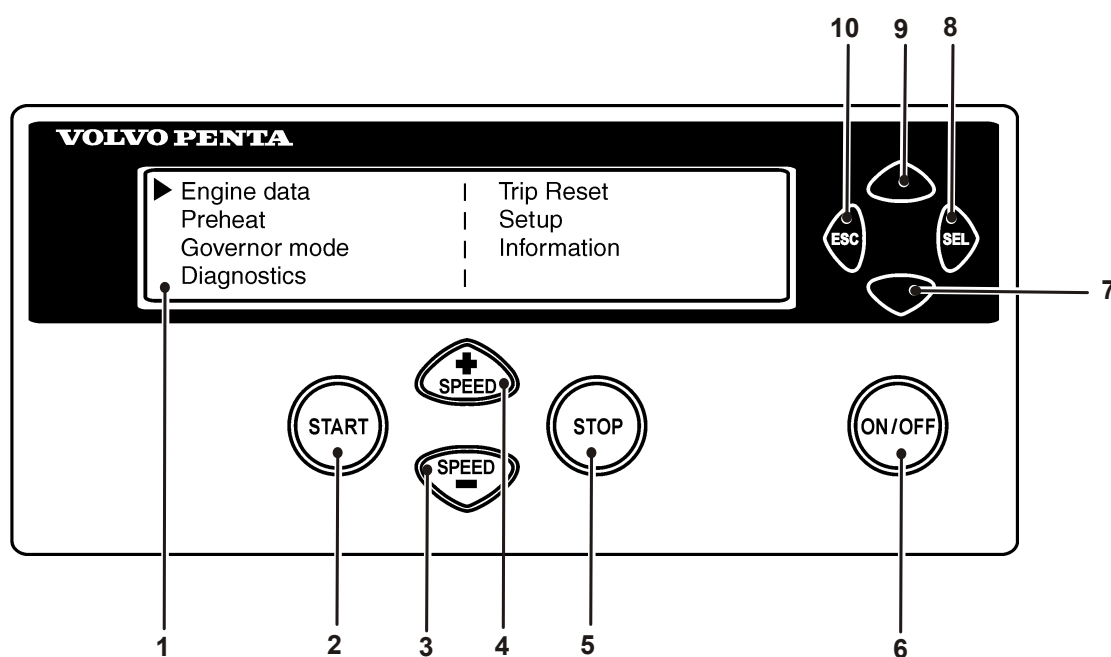 10 9 8
VOLVO PENTA
Engine data | Trip Reset
Preheat | Setup
Governor mode | Information
Diagnostics |
ESC SEL
7
+
SPEED
START
STOP
ON/OFF
SPEED
−
1 2 3 4 5 6